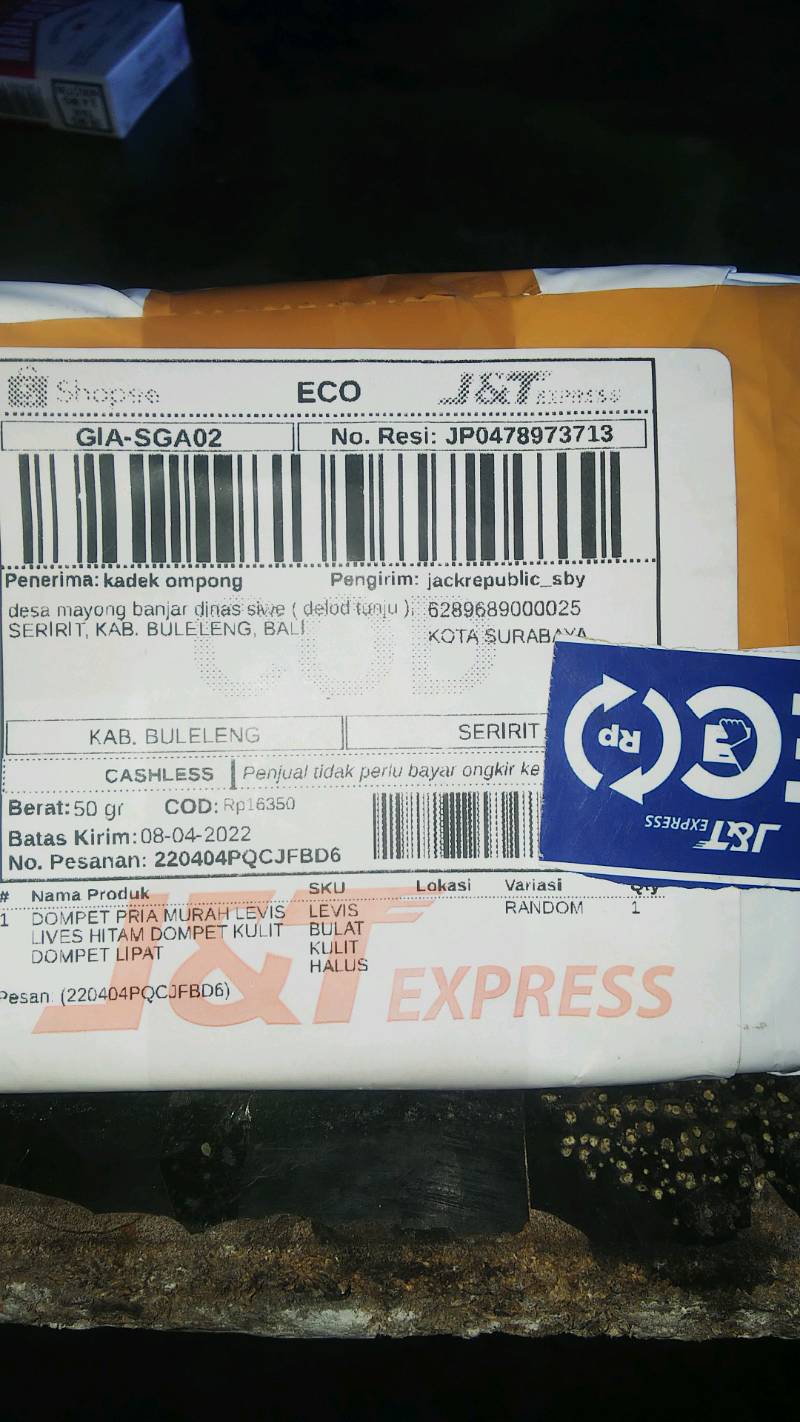 Shopee ECO J&T EXPRESS
GIA-SGA02 No. Resi: JP0478973713
Penerima: kadek ompong Pengirim: jackrepublic_sby
desa mayong banjar dinas siwe ( delod tunju ), 6289689000025
SERIRIT, KAB. BULELENG, BALI
KOTA SURABAYA
COD
KAB. BULELENG SERIRIT
CASHLESS Penjual tidak perlu bayar ongkir ke
Rp
J&T EXPRESS
Berat: 50 gr COD: Rp16350
Batas Kirim: 08-04-2022
No. Pesanan: 220404PQCJFBD6
# Nama Produk SKU Lokasi Variasi Qty
1 DOMPET PRIA MURAH LEVIS LEVIS RANDOM 1
LIVES HITAM DOMPET KULIT BULAT
DOMPET LIPAT KULIT
HALUS
Pesan: (220404PQCJFBD6)
J&T EXPRESS